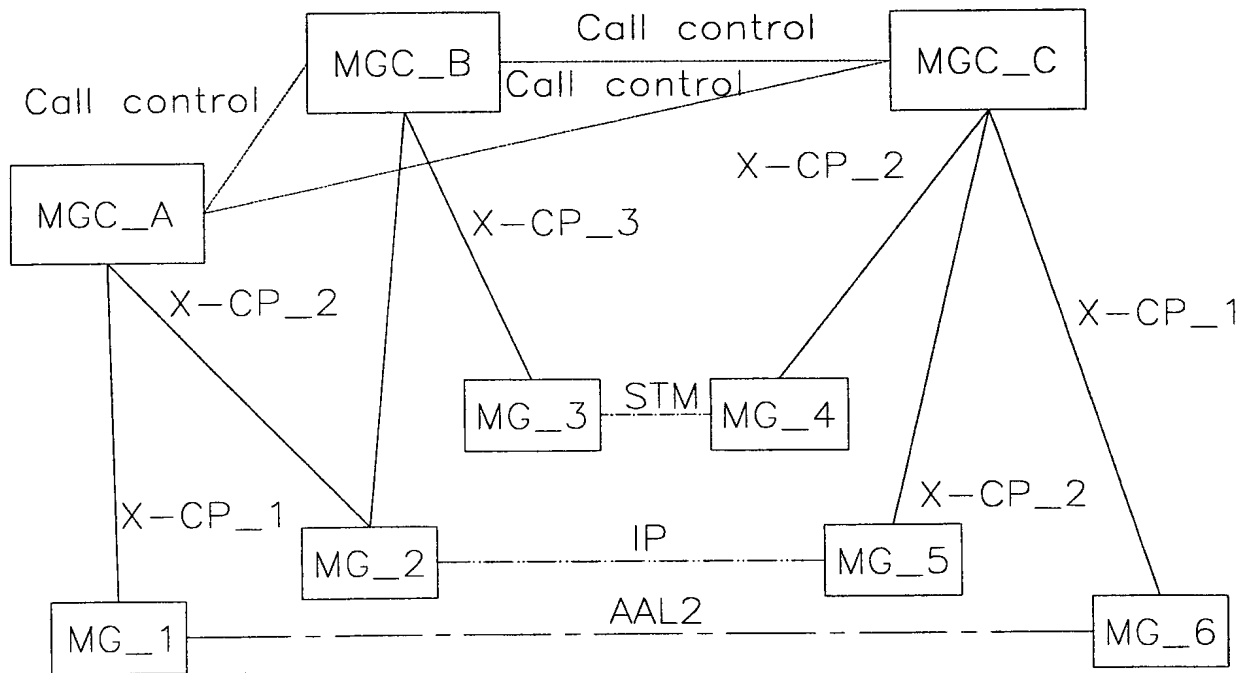 Call control
MGC_B
MGC_C
Call control
Call control
MGC_A
X-CP_2
X-CP_3
X-CP_2
X-CP_1
MG_3
STM
MG_4
X-CP_1
X-CP_2
MG_2
IP
MG_5
MG_1
AAL2
MG_6